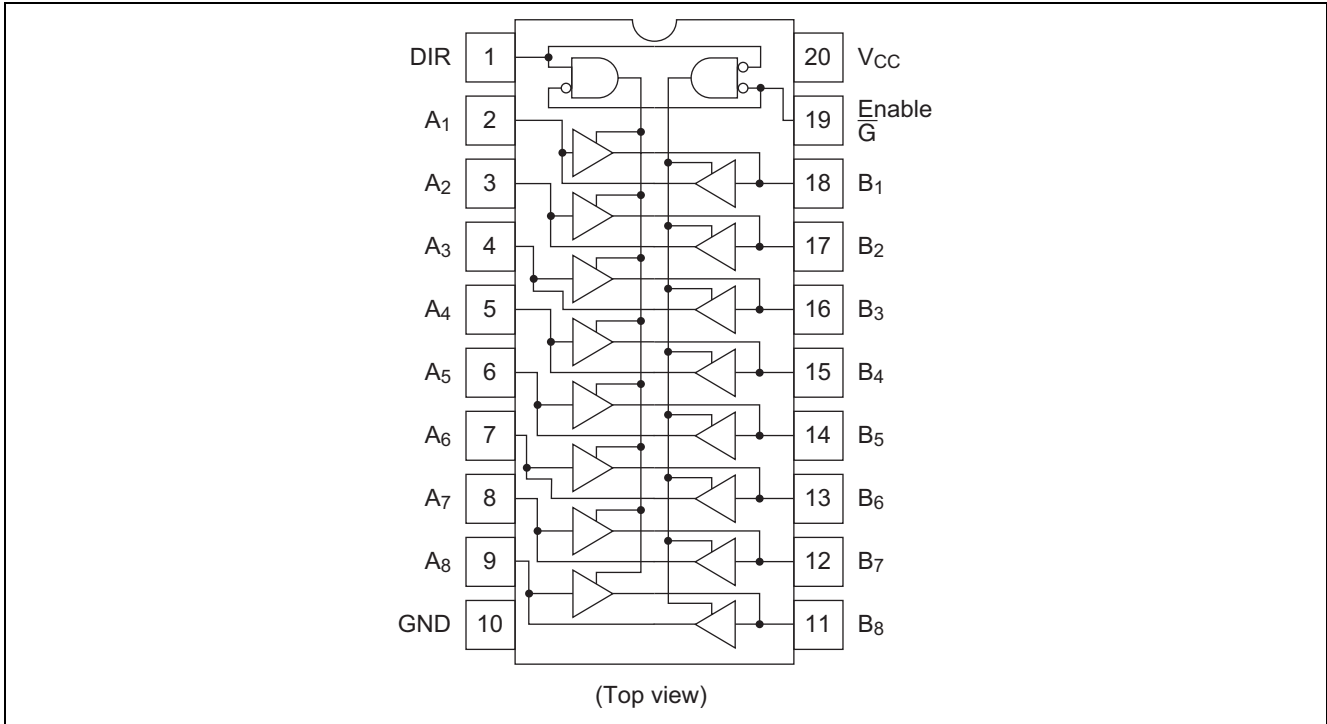 DIR 1 20 VCC
A1 2 19 Enable G
A2 3 18 B1
A3 4 17 B2
A4 5 16 B3
A5 6 15 B4
A6 7 14 B5
A7 8 13 B6
A8 9 12 B7
GND 10 11 B8
(Top view)